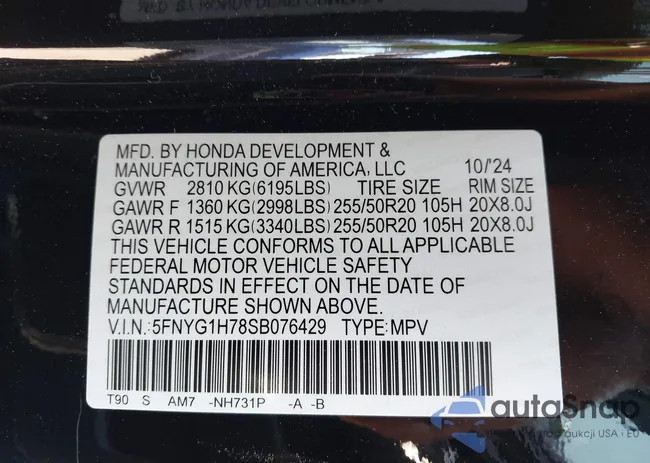 MFD. BY HONDA DEVELOPMENT &
MANUFACTURING OF AMERICA, LLC 10/'24
GVWR 2810 KG(6195LBS) TIRE SIZE RIM SIZE
GAWR F 1360 KG(2998LBS) 255/50R20 105H 20X8.0J
GAWR R 1515 KG(3340LBS) 255/50R20 105H 20X8.0J
THIS VEHICLE CONFORMS TO ALL APPLICABLE
FEDERAL MOTOR VEHICLE SAFETY
STANDARDS IN EFFECT ON THE DATE OF
MANUFACTURE SHOWN ABOVE.
V.I.N.:5FNYG1H78SB076429 TYPE:MPV
T90 S AM7 -NH731P -A -B
autoSnap
aukcji USA - EU